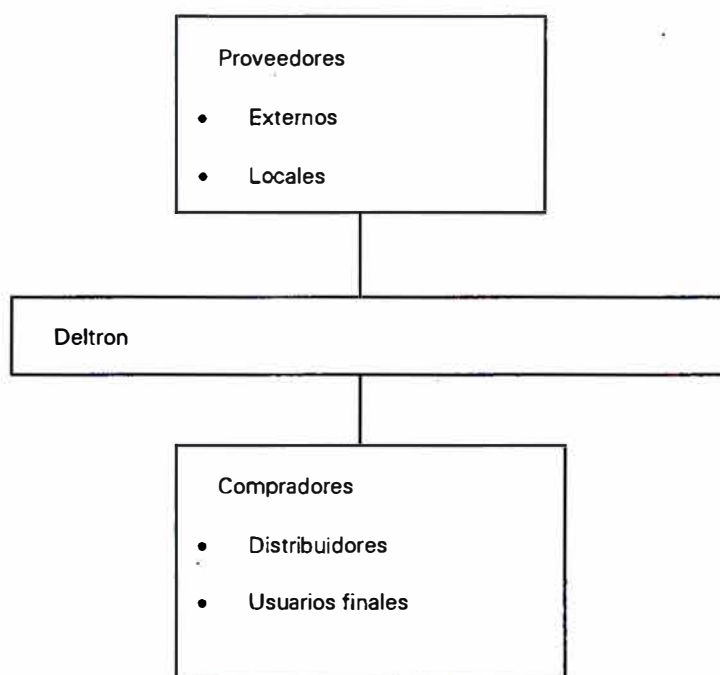 Proveedores
• Externos
• Locales
Deltron
Compradores
• Distribuidores
• Usuarios finales